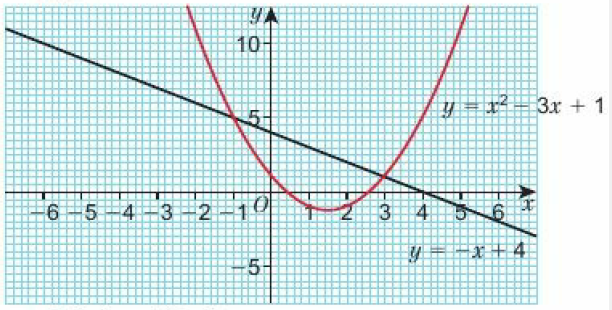 y
10
y = x² – 3x + 1
5
–6 –5 –4 –3 –2 –1 O 1 2 3 4 5 6 x
y = –x + 4
–5